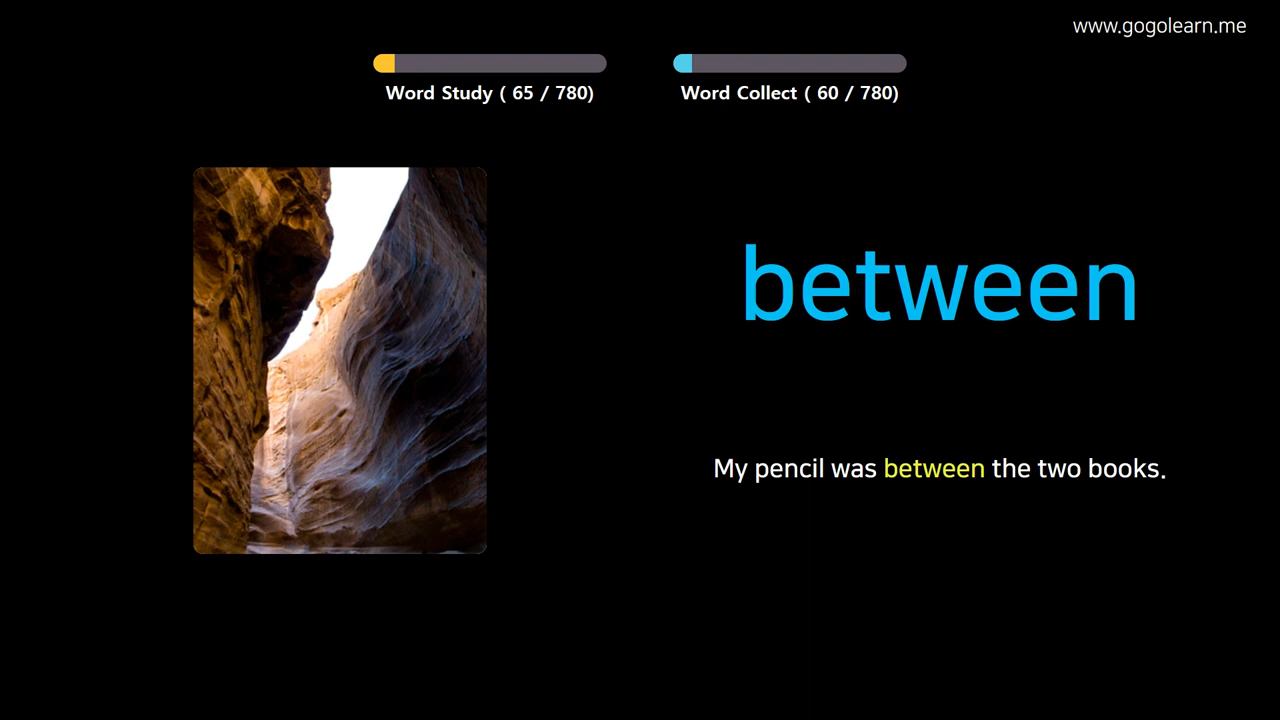 www.gogolearn.me
Word Study ( 65 / 780)
Word Collect ( 60 / 780)
between
My pencil was between the two books.